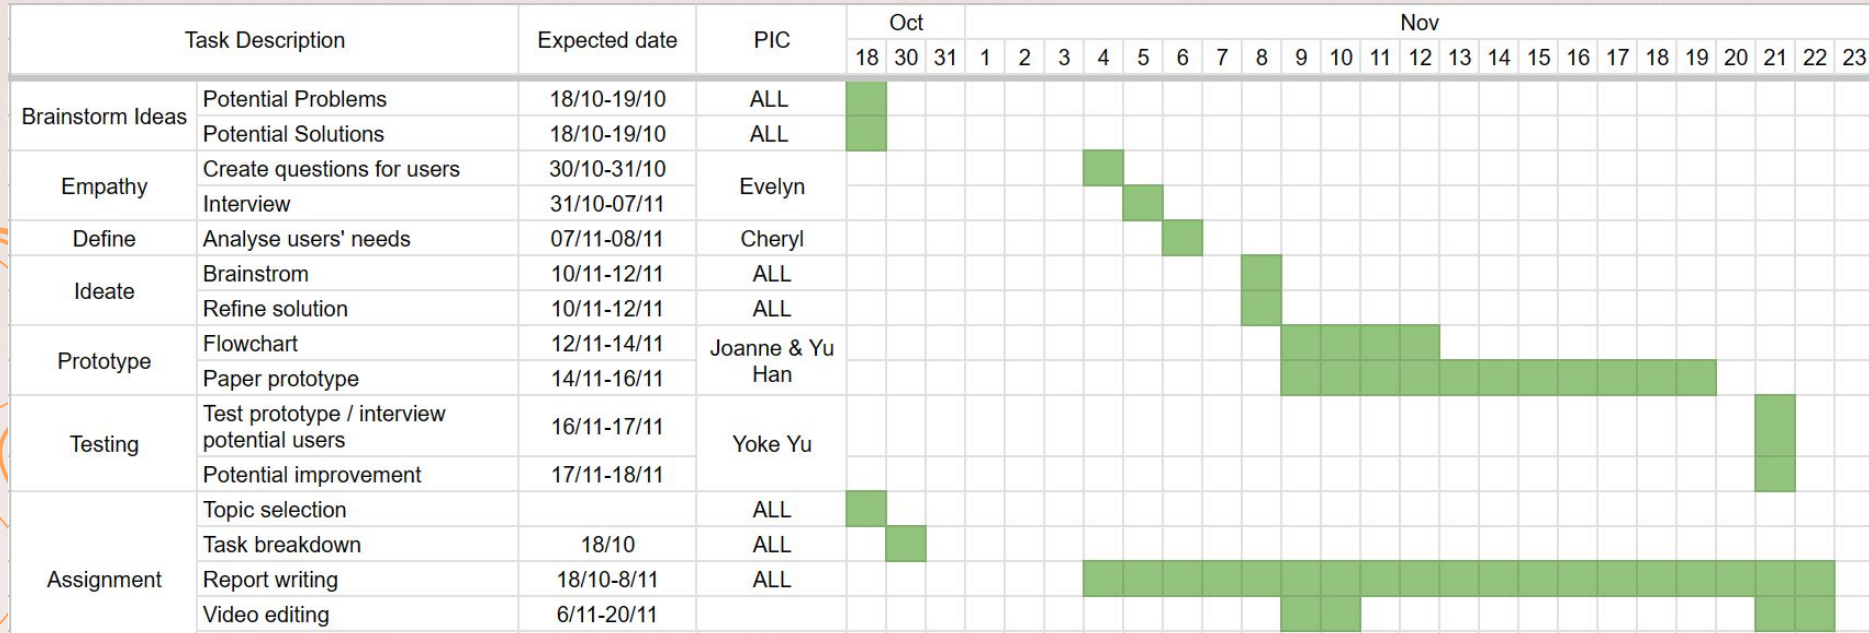 Task Description Expected date PIC Oct Nov
18 30 31 1 2 3 4 5 6 7 8 9 10 11 12 13 14 15 16 17 18 19 20 21 22 23
Brainstorm Ideas
Potential Problems 18/10-19/10 ALL
Potential Solutions 18/10-19/10 ALL
Empathy
Create questions for users 30/10-31/10
Evelyn
Interview 31/10-07/11
Define Analyse users' needs 07/11-08/11 Cheryl
Ideate
Brainstrom 10/11-12/11 ALL
Refine solution 10/11-12/11 ALL
Prototype
Flowchart 12/11-14/11
Joanne & Yu
Han
Paper prototype 14/11-16/11
Testing
Test prototype / interview
potential users 16/11-17/11
Yoke Yu
Potential improvement 17/11-18/11
Assignment
Topic selection ALL
Task breakdown 18/10 ALL
Report writing 18/10-8/11 ALL
Video editing 6/11-20/11